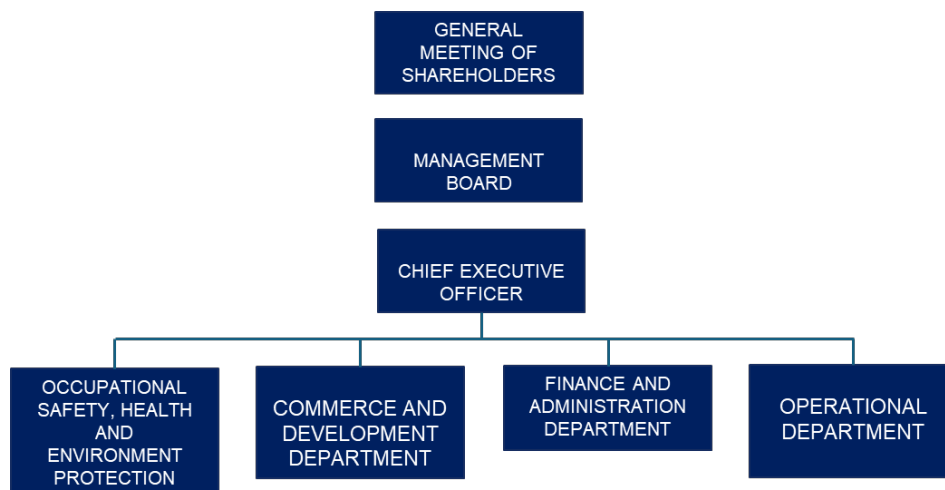 GENERAL
MEETING OF
SHAREHOLDERS
MANAGEMENT
BOARD
CHIEF EXECUTIVE
OFFICER
OCCUPATIONAL
SAFETY, HEALTH
AND
ENVIRONMENT
PROTECTION
COMMERCE AND
DEVELOPMENT
DEPARTMENT
FINANCE AND
ADMINISTRATION
DEPARTMENT
OPERATIONAL
DEPARTMENT